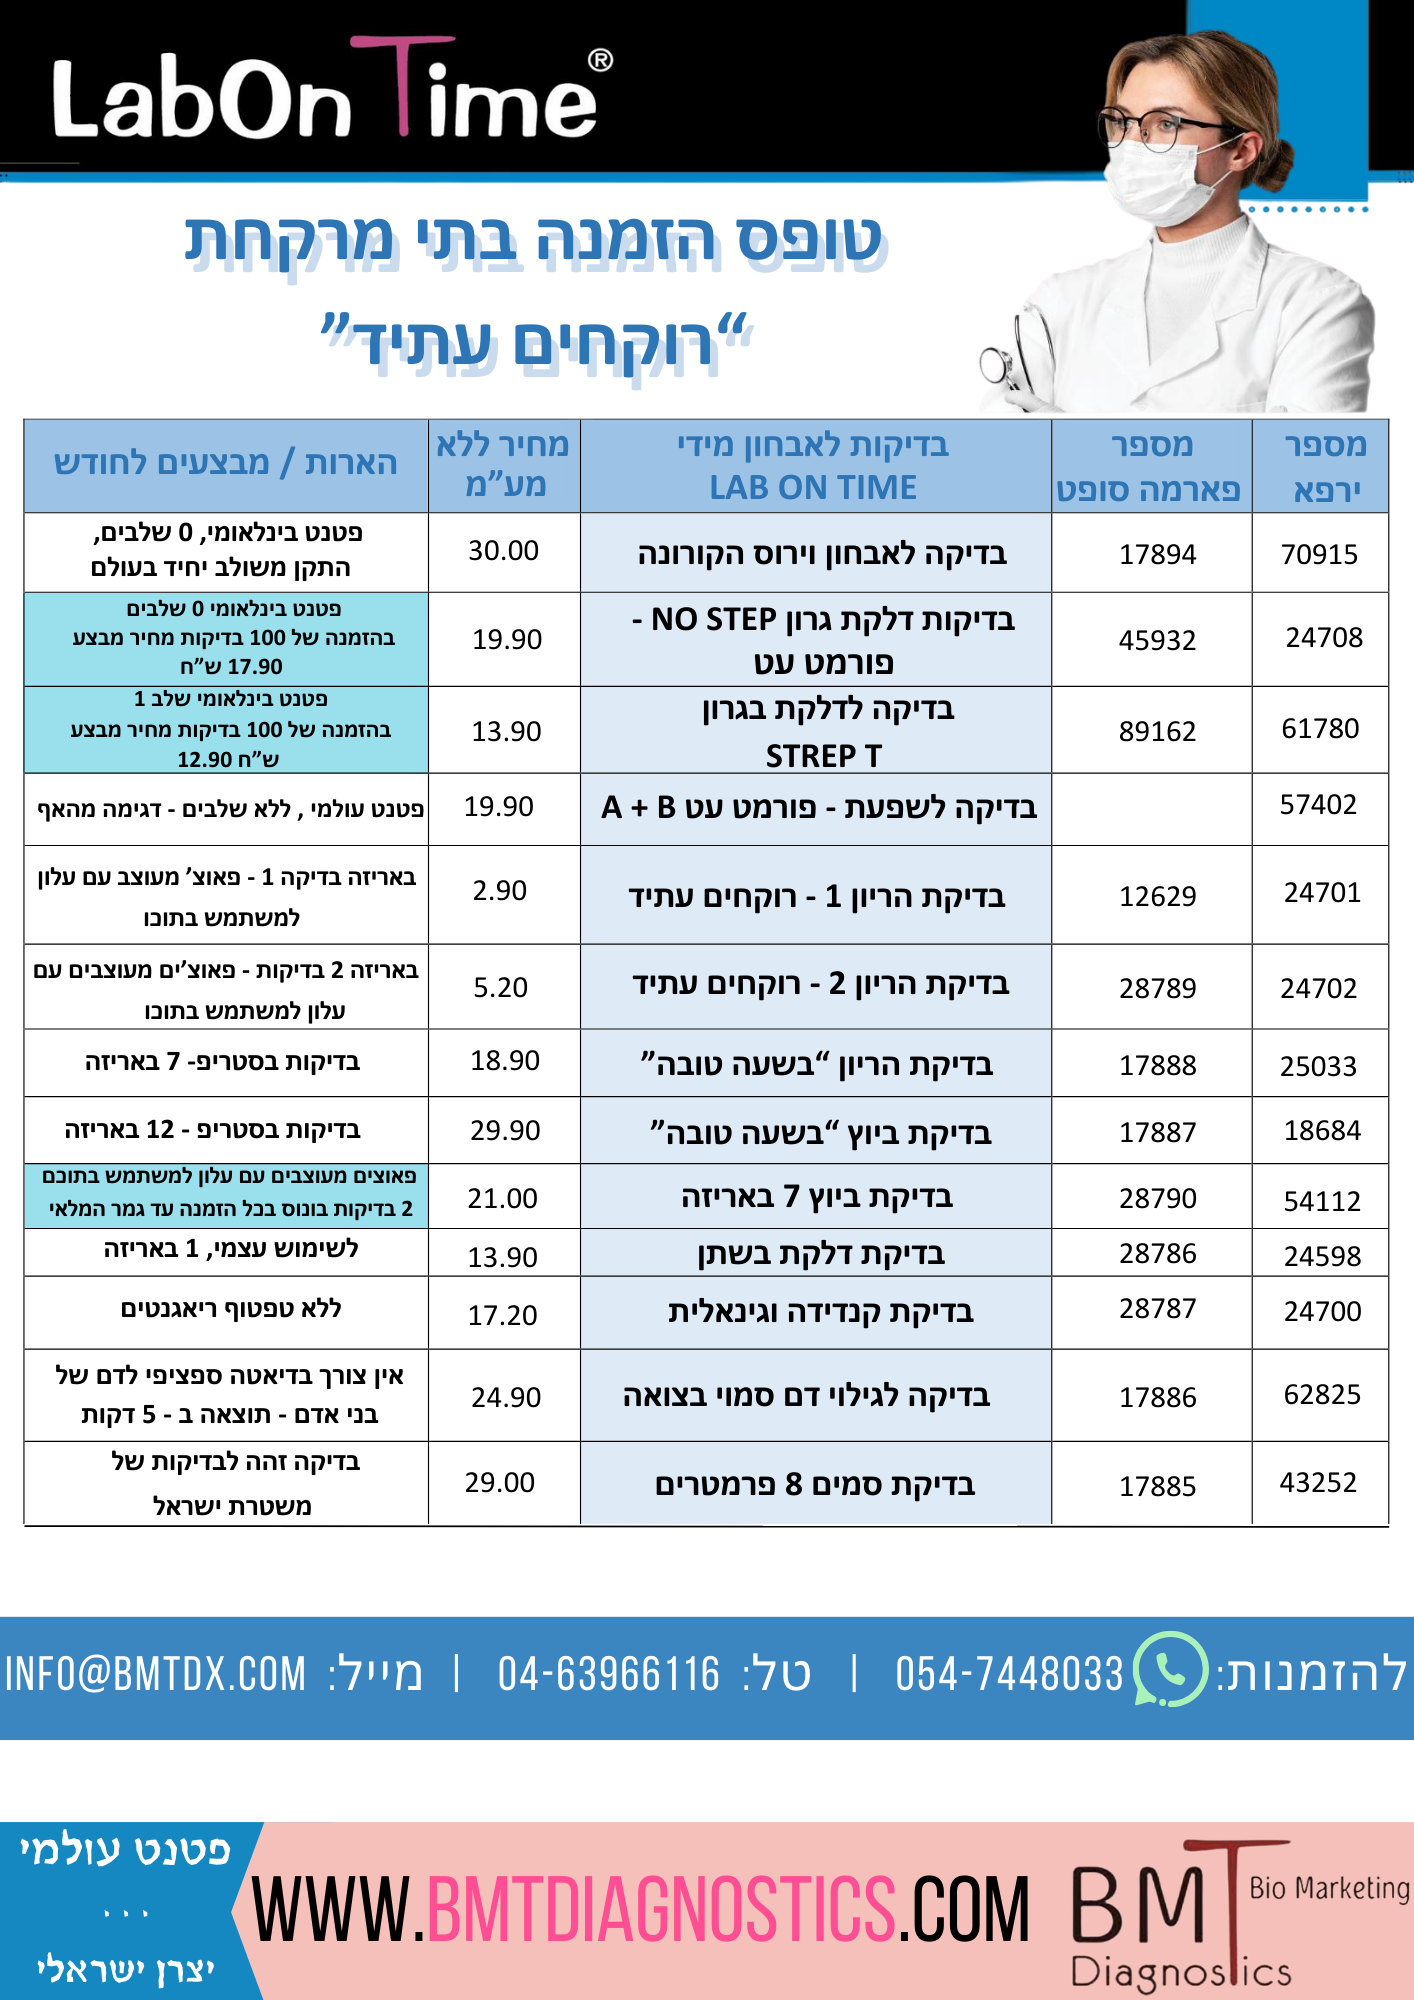 LabOnTime®
טופס הזמנה בתי מרקחת
“רוקחים עתיד”
מספר ירפא | מספר פארמה סופט | בדיקות לאבחון מידי LAB ON TIME | מחיר ללא מע”מ | הארות / מבצעים לחודש
70915 | 17894 | בדיקה לאבחון וירוס הקורונה | 30.00 | פטנט בינלאומי, 0 שלבים, התקן משולב יחיד בעולם
24708 | 45932 | בדיקות דלקת גרון NO STEP - פורמט עט | 19.90 | פטנט בינלאומי 0 שלבים בהזמנה של 100 בדיקות מחיר מבצע 17.90 ש”ח
61780 | 89162 | בדיקה לדלקת בגרון STREP T | 13.90 | פטנט בינלאומי שלב 1 בהזמנה של 100 בדיקות מחיר מבצע 12.90 ש”ח
57402 | | בדיקה לשפעת - פורמט עט A + B | 19.90 | פטנט עולמי , ללא שלבים - דגימה מהאף
24701 | 12629 | בדיקת הריון 1 - רוקחים עתיד | 2.90 | באריזה בדיקה 1 - פאוצ’ מעוצב עם עלון למשתמש בתוכו
24702 | 28789 | בדיקת הריון 2 - רוקחים עתיד | 5.20 | באריזה 2 בדיקות - פאוצ’ים מעוצבים עם עלון למשתמש בתוכו
25033 | 17888 | בדיקת הריון “בשעה טובה” | 18.90 | בדיקות בסטריפ- 7 באריזה
18684 | 17887 | בדיקת ביוץ “בשעה טובה” | 29.90 | בדיקות בסטריפ - 12 באריזה
54112 | 28790 | בדיקת ביוץ 7 באריזה | 21.00 | פאוצים מעוצבים עם עלון למשתמש בתוכם 2 בדיקות בונוס בכל הזמנה עד גמר המלאי
24598 | 28786 | בדיקת דלקת בשתן | 13.90 | לשימוש עצמי, 1 באריזה
24700 | 28787 | בדיקת קנדידה וגינאלית | 17.20 | ללא טפטוף ריאגנטים
62825 | 17886 | בדיקה לגילוי דם סמוי בצואה | 24.90 | אין צורך בדיאטה ספציפי לדם של בני אדם - תוצאה ב - 5 דקות
43252 | 17885 | בדיקת סמים 8 פרמטרים | 29.00 | בדיקה זהה לבדיקות של משטרת ישראל
להזמנות: 054-7448033 | טל: 04-63966116 | מייל: INFO@BMTDX.COM
פטנט עולמי
...
יצרן ישראלי
WWW.BMTDIAGNOSTICS.COM
BMT Bio Marketing
Diagnostics